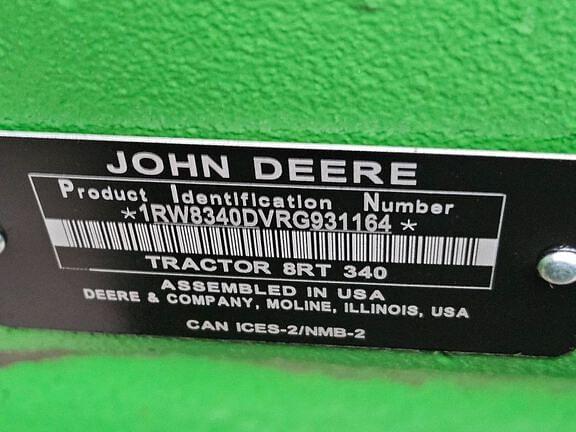 JOHN DEERE
Product Identification Number
*1RW8340DVRG931164*
TRACTOR 8RT 340
ASSEMBLED IN USA
DEERE & COMPANY, MOLINE, ILLINOIS, USA
CAN ICES-2/NMB-2